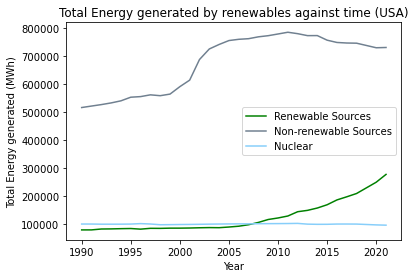 Total Energy generated by renewables against time (USA)
800000
700000
600000
500000
400000
300000
200000
100000
Total Energy generated (MWh)
Renewable Sources
Non-renewable Sources
Nuclear
1990
1995
2000
2005
2010
2015
2020
Year